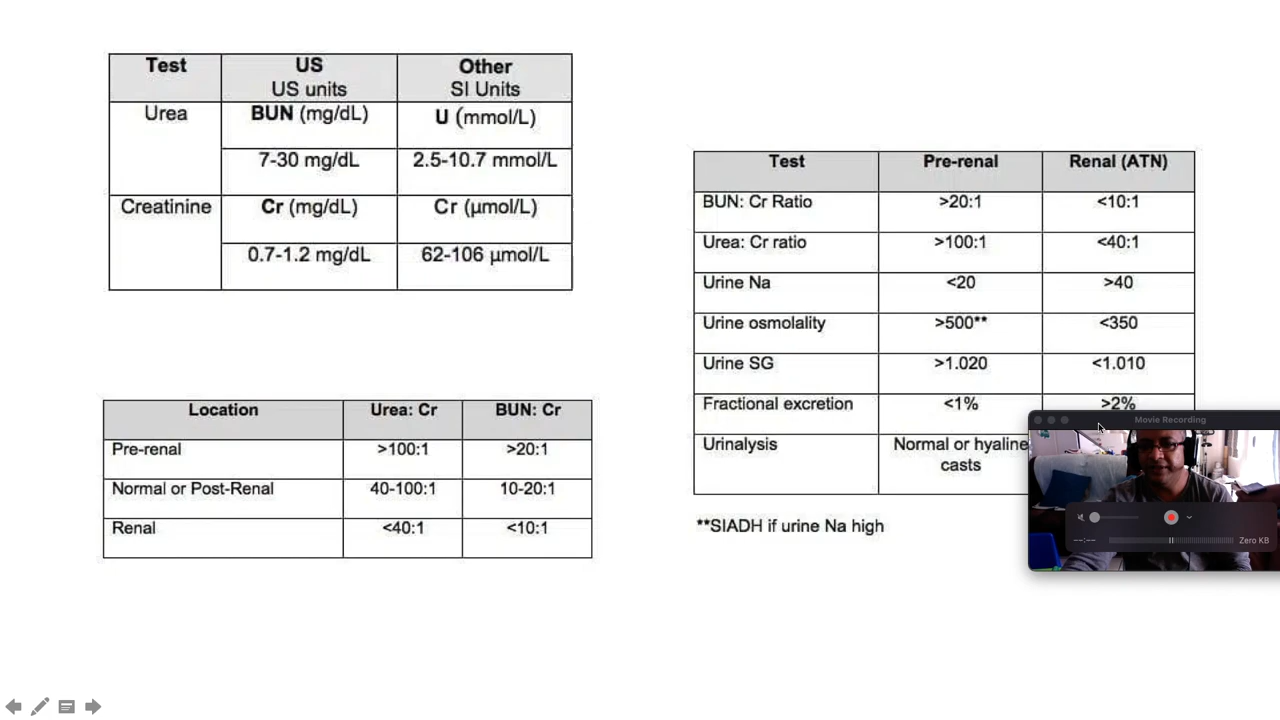 Test US Other
US units SI Units
Urea BUN (mg/dL) U (mmol/L)
7-30 mg/dL 2.5-10.7 mmol/L
Creatinine Cr (mg/dL) Cr (µmol/L)
0.7-1.2 mg/dL 62-106 µmol/L
Location Urea: Cr BUN: Cr
Pre-renal >100:1 >20:1
Normal or Post-Renal 40-100:1 10-20:1
Renal <40:1 <10:1
Test Pre-renal Renal (ATN)
BUN: Cr Ratio >20:1 <10:1
Urea: Cr ratio >100:1 <40:1
Urine Na <20 >40
Urine osmolality >500** <350
Urine SG >1.020 <1.010
Fractional excretion <1% >2%
Urinalysis Normal or hyaline
casts
**SIADH if urine Na high
Movie Recording
--:-- Zero KB